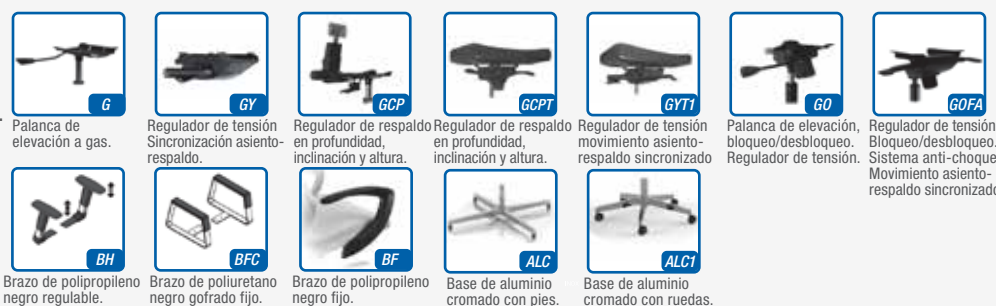 G
Palanca de
elevación a gas.
GY
Regulador de tensión
Sincronización asiento-
respaldo.
GCP
Regulador de respaldo
en profundidad,
inclinación y altura.
GCPT
Regulador de respaldo
en profundidad,
inclinación y altura.
GYT1
Regulador de tensión
movimiento asiento-
respaldo sincronizado
GO
Palanca de elevación,
bloqueo/desbloqueo.
Regulador de tensión.
GOFA
Regulador de tensión
Bloqueo/desbloqueo.
Sistema anti-choque
Movimiento asiento-
respaldo sincronizado
BH
Brazo de polipropileno
negro regulable.
BFC
Brazo de poliuretano
negro gofrado fijo.
BF
Brazo de polipropileno
negro fijo.
ALC
Base de aluminio
cromado con pies.
ALC1
Base de aluminio
cromado con ruedas.